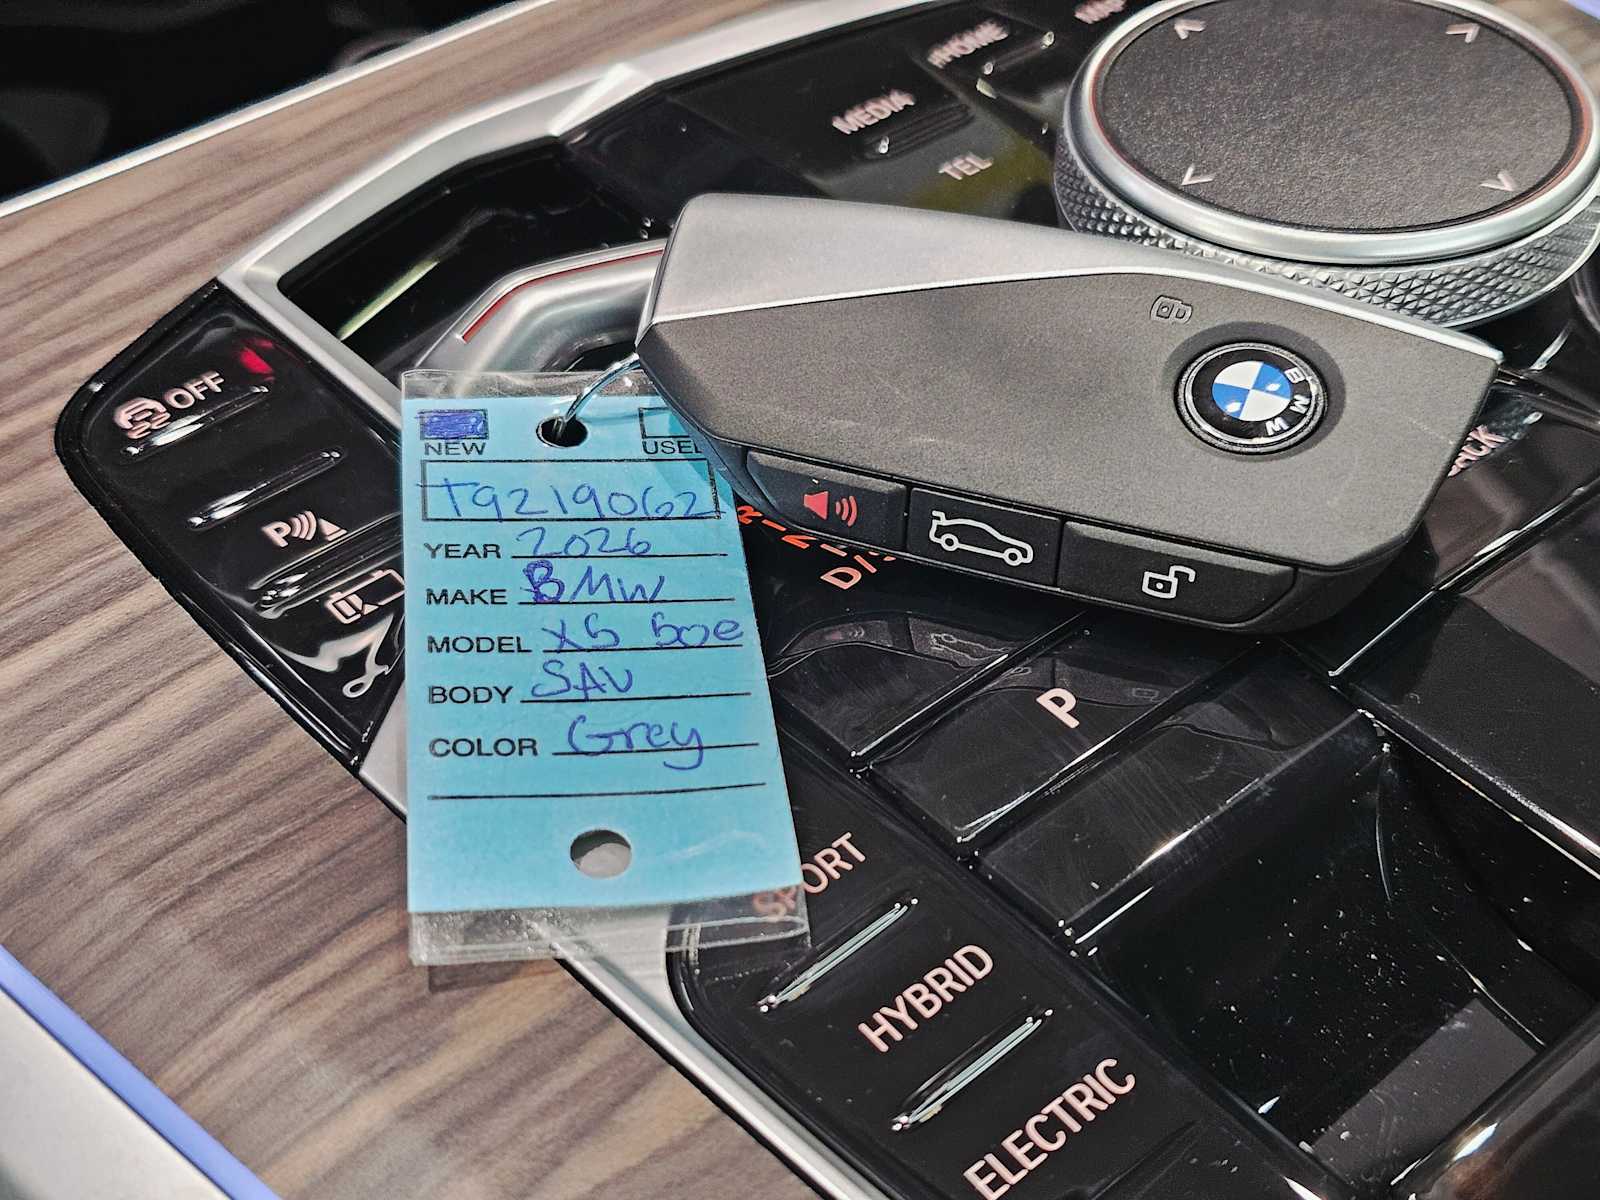 HOME
MEDIA
TEL
OFF
BMW
NEW USED
T9219062
YEAR 2026
MAKE BMW
MODEL X5 50e
BODY SAV
COLOR Grey
P
P
SPORT
HYBRID
ELECTRIC